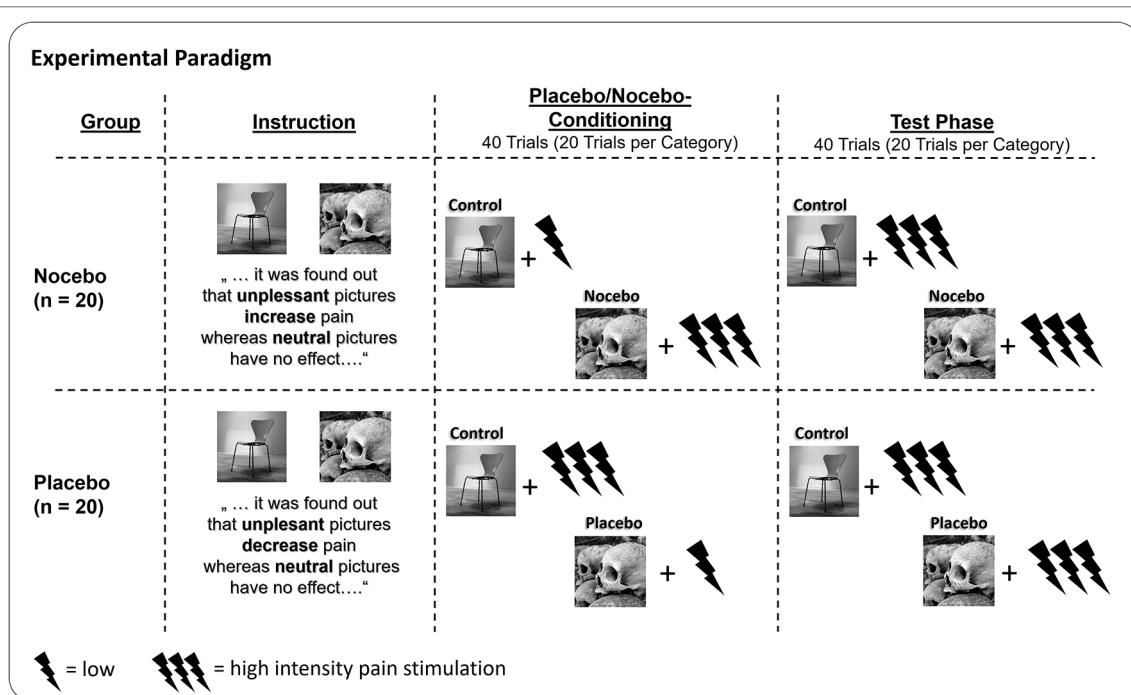 Experimental Paradigm
Group
Instruction
Placebo/Nocebo-
Conditioning
40 Trials (20 Trials per Category)
Test Phase
40 Trials (20 Trials per Category)
Nocebo
(n = 20)
„ … it was found out
that unplessant pictures
increase pain
whereas neutral pictures
have no effect….“
Control
+
Nocebo
+
Control
+
Nocebo
+
Placebo
(n = 20)
„ … it was found out
that unplesant pictures
decrease pain
whereas neutral pictures
have no effect….“
Control
+
Placebo
+
Control
+
Placebo
+
= low
= high intensity pain stimulation